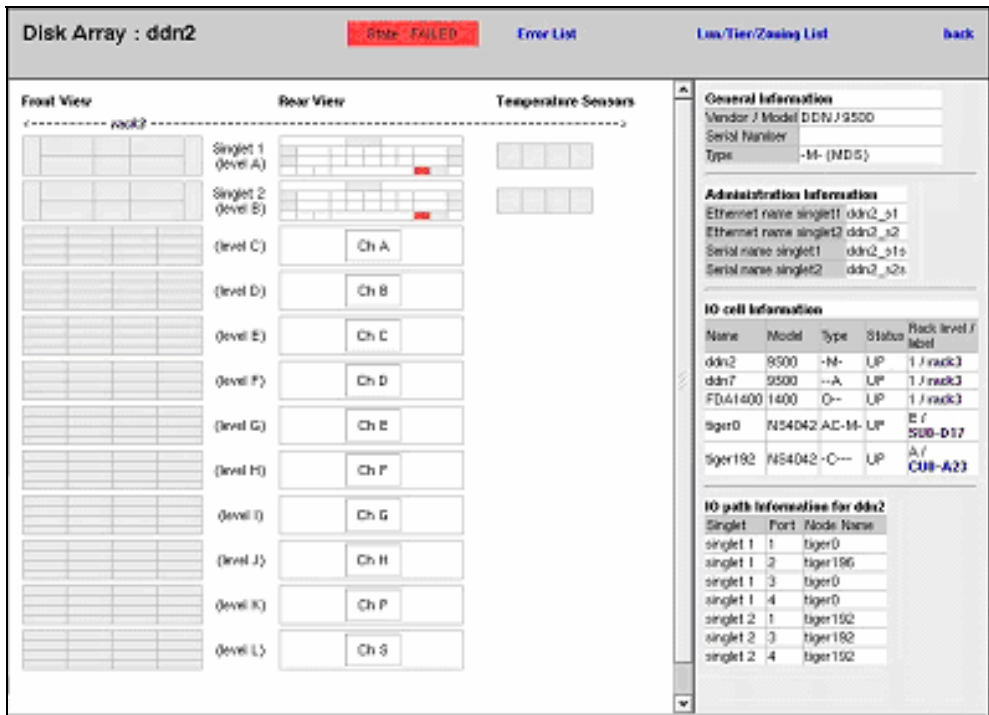 Disk Array : ddn2
State FAILED
Error List
Lun/Tier/Zoning List
back
Front View
Rear View
Temperature Sensors
<----------- rack3 ----------->
Singlet 1
(level A)
Singlet 2
(level B)
(level C) Ch A
(level D) Ch B
(level E) Ch C
(level F) Ch D
(level G) Ch E
(level H) Ch F
(level I) Ch G
(level J) Ch H
(level K) Ch P
(level L) Ch S
General Information
Vendor / Model DDN / 9500
Serial Number
Type -M- (MDS)
Administration Information
Ethernet name singlet1 ddn2_s1
Ethernet name singlet2 ddn2_s2
Serial name singlet1 ddn2_s1s
Serial name singlet2 ddn2_s2s
IO cell Information
Name Model Type Status Rack level / label
ddn2 9500 -M- UP 1 / rack3
ddn7 9500 --A UP 1 / rack3
FDA1400 1400 O-- UP 1 / rack3
tiger0 NS4042 AC-M- UP E / SU0-D17
tiger192 NS4042 -C--- UP A / CU0-A23
IO path Information for ddn2
Singlet Port Node Name
singlet 1 1 tiger0
singlet 1 2 tiger196
singlet 1 3 tiger0
singlet 1 4 tiger0
singlet 2 1 tiger192
singlet 2 3 tiger192
singlet 2 4 tiger192